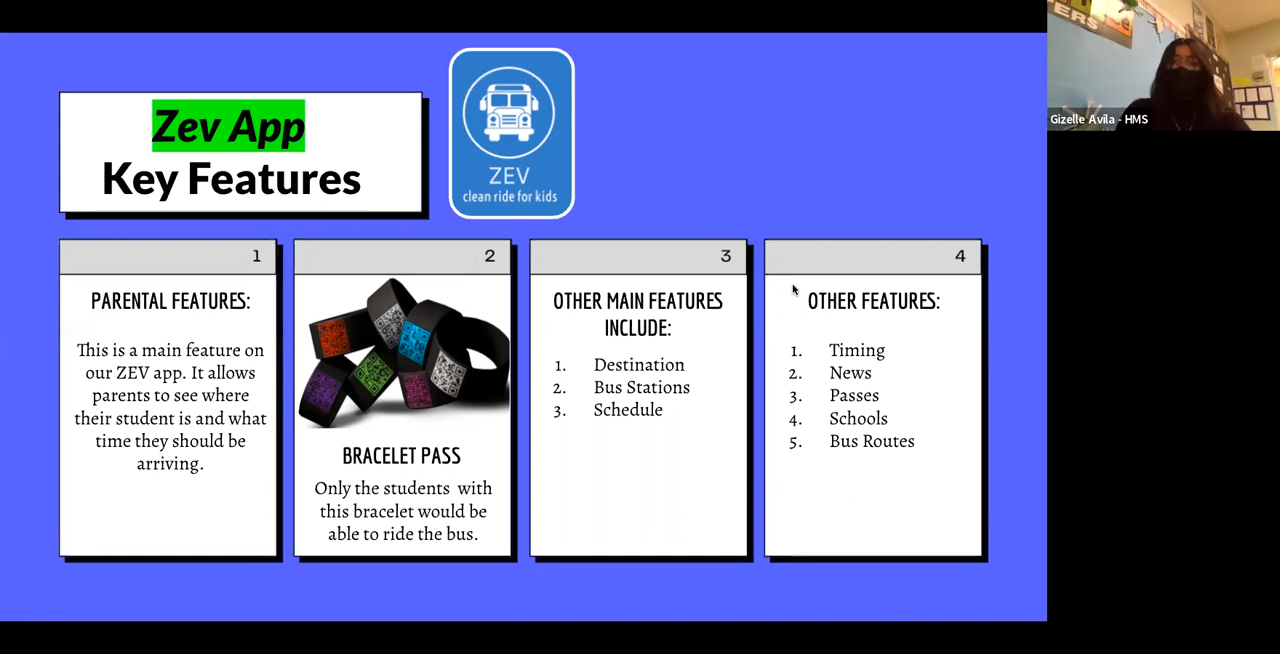 Zev App
Key Features
ZEV
clean ride for kids
1
PARENTAL FEATURES:
This is a main feature on
our ZEV app. It allows
parents to see where
their student is and what
time they should be
arriving.
2
BRACELET PASS
Only the students with
this bracelet would be
able to ride the bus.
3
OTHER MAIN FEATURES
INCLUDE:
1. Destination
2. Bus Stations
3. Schedule
4
OTHER FEATURES:
1. Timing
2. News
3. Passes
4. Schools
5. Bus Routes
ERS
Gizelle Avila - HMS